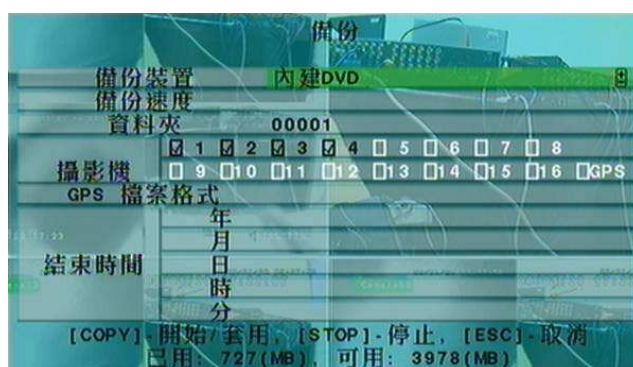 備份
備份裝置 內建DVD
備份速度
資料夾 00001
☑ 1 ☑ 2 ☑ 3 ☑ 4 ☐ 5 ☐ 6 ☐ 7 ☐ 8
攝影機 ☐ 9 ☐10 ☐11 ☐12 ☐13 ☐14 ☐15 ☐16 ☐GPS
GPS 檔案格式
年
月
結束時間 日
時
分
[COPY]-開始/套用, [STOP]-停止, [ESC]-取消
已用: 727(MB), 可用: 3978(MB)